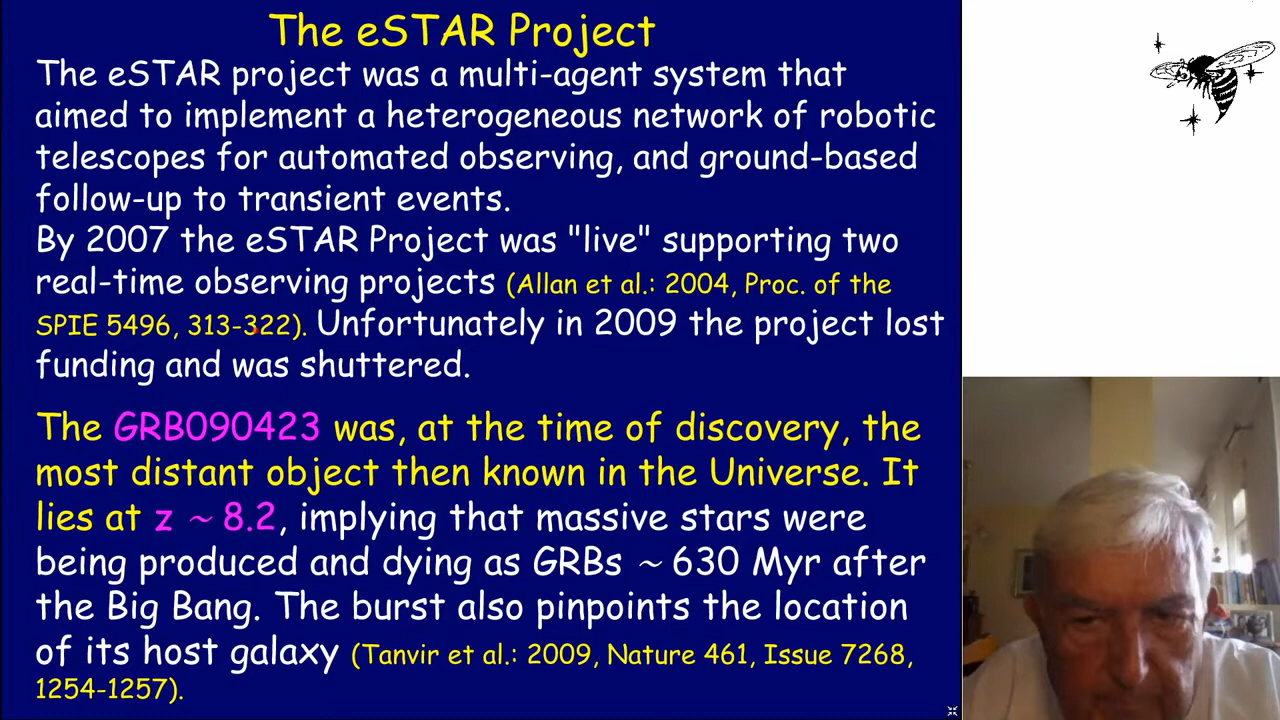 The eSTAR Project
The eSTAR project was a multi-agent system that
aimed to implement a heterogeneous network of robotic
telescopes for automated observing, and ground-based
follow-up to transient events.
By 2007 the eSTAR Project was "live" supporting two
real-time observing projects (Allan et al.: 2004, Proc. of the
SPIE 5496, 313-322). Unfortunately in 2009 the project lost
funding and was shuttered.
The GRB090423 was, at the time of discovery, the
most distant object then known in the Universe. It
lies at z ~ 8.2, implying that massive stars were
being produced and dying as GRBs ~ 630 Myr after
the Big Bang. The burst also pinpoints the location
of its host galaxy (Tanvir et al.: 2009, Nature 461, Issue 7268,
1254-1257).